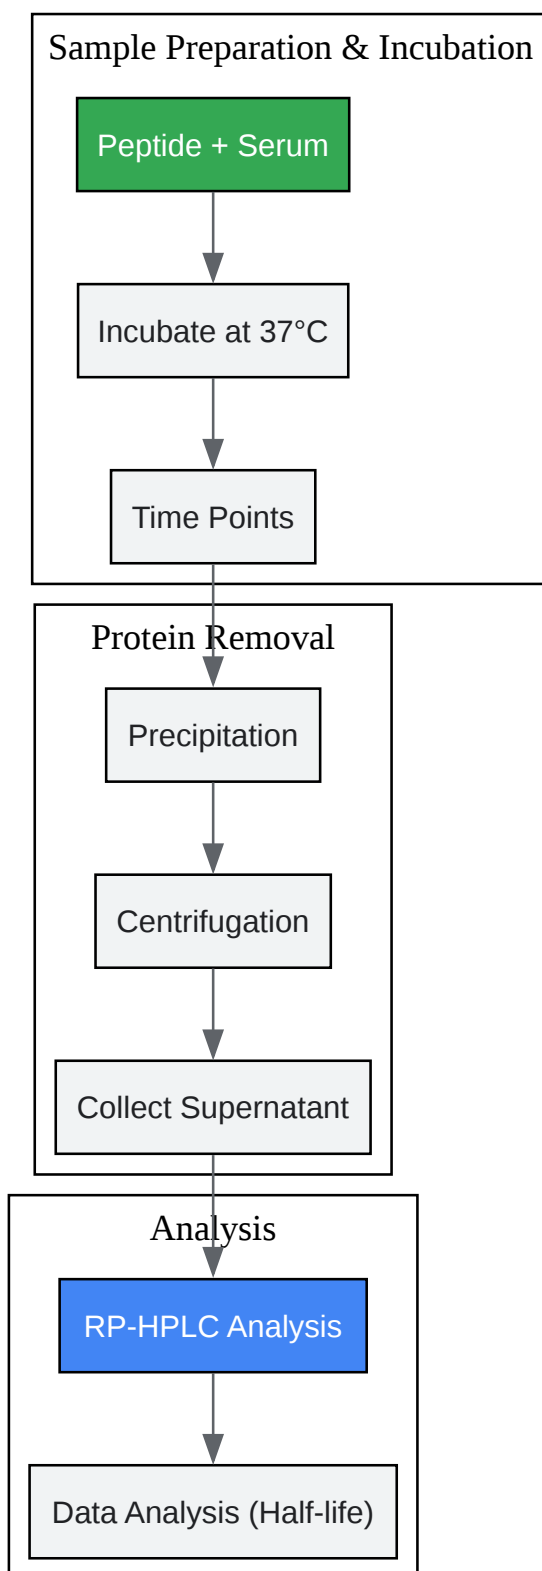 Sample Preparation & Incubation
Peptide + Serum
Incubate at 37°C
Time Points
Protein Removal
Precipitation
Centrifugation
Collect Supernatant
Analysis
RP-HPLC Analysis
Data Analysis (Half-life)